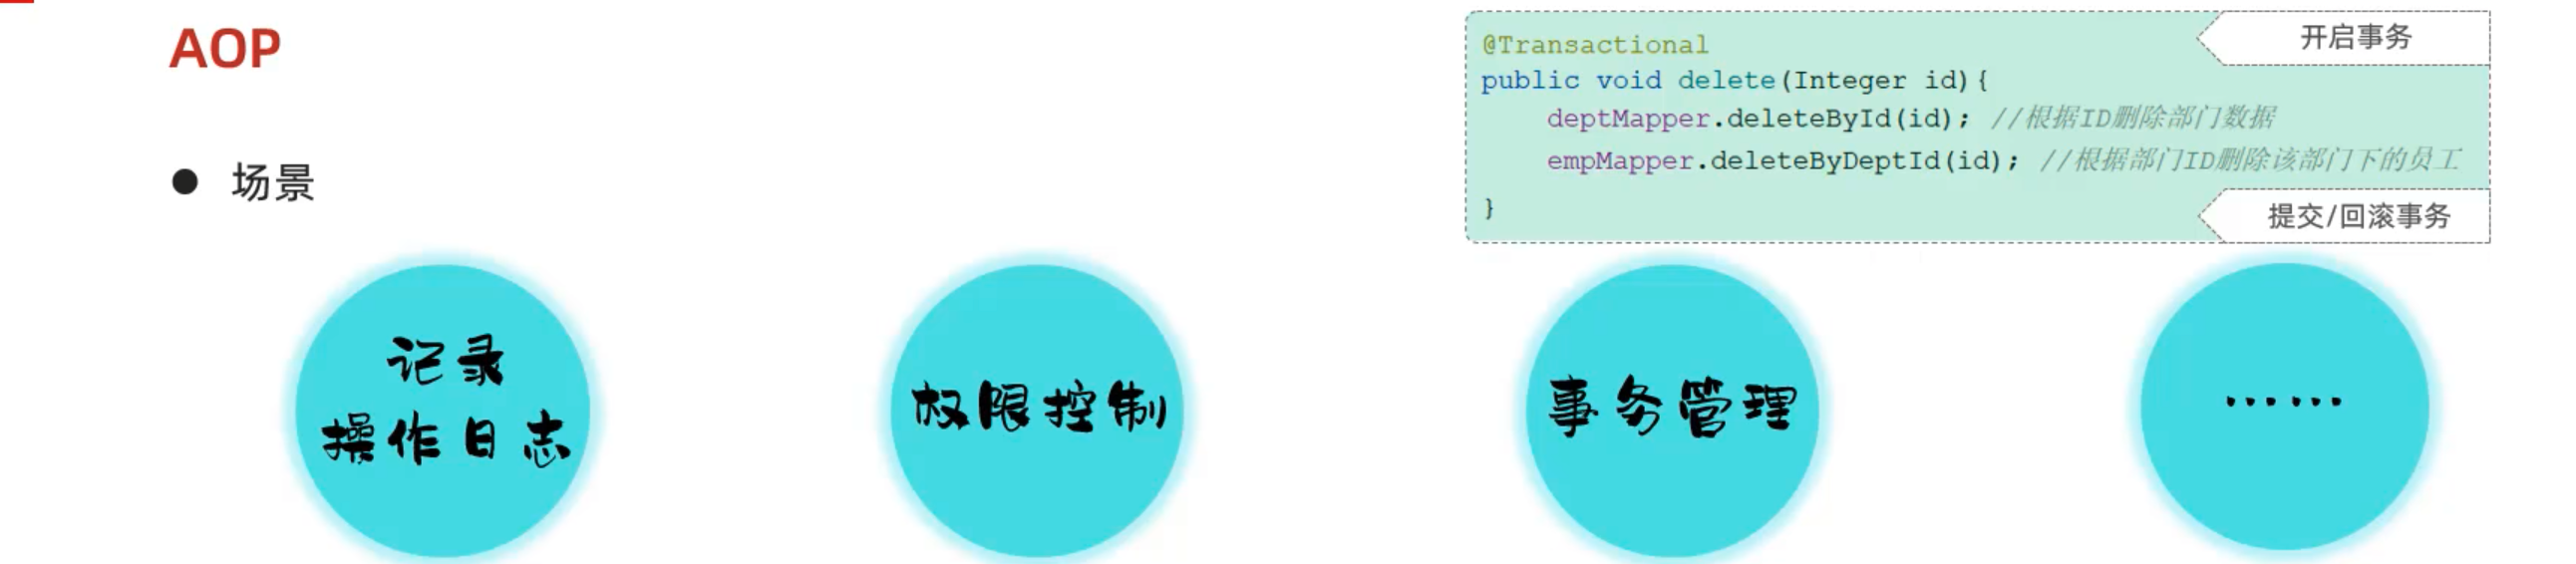 AOP
● 场景
@Transactional
public void delete(Integer id){
deptMapper.deleteById(id); //根据ID删除部门数据
empMapper.deleteByDeptId(id); //根据部门ID删除该部门下的员工
}
开启事务
提交/回滚事务
记录
操作日志
权限控制
事务管理
······